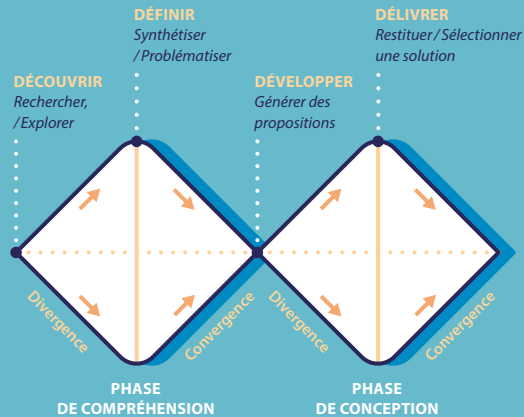 DÉFINIR
Synthétiser
/Problématiser
DÉLIVRER
Restituer/Sélectionner
une solution
DÉCOUVRIR
Rechercher,
/Explorer
DÉVELOPPER
Générer des
propositions
Divergence
Convergence
Divergence
Convergence
PHASE
DE COMPRÉHENSION
PHASE
DE CONCEPTION